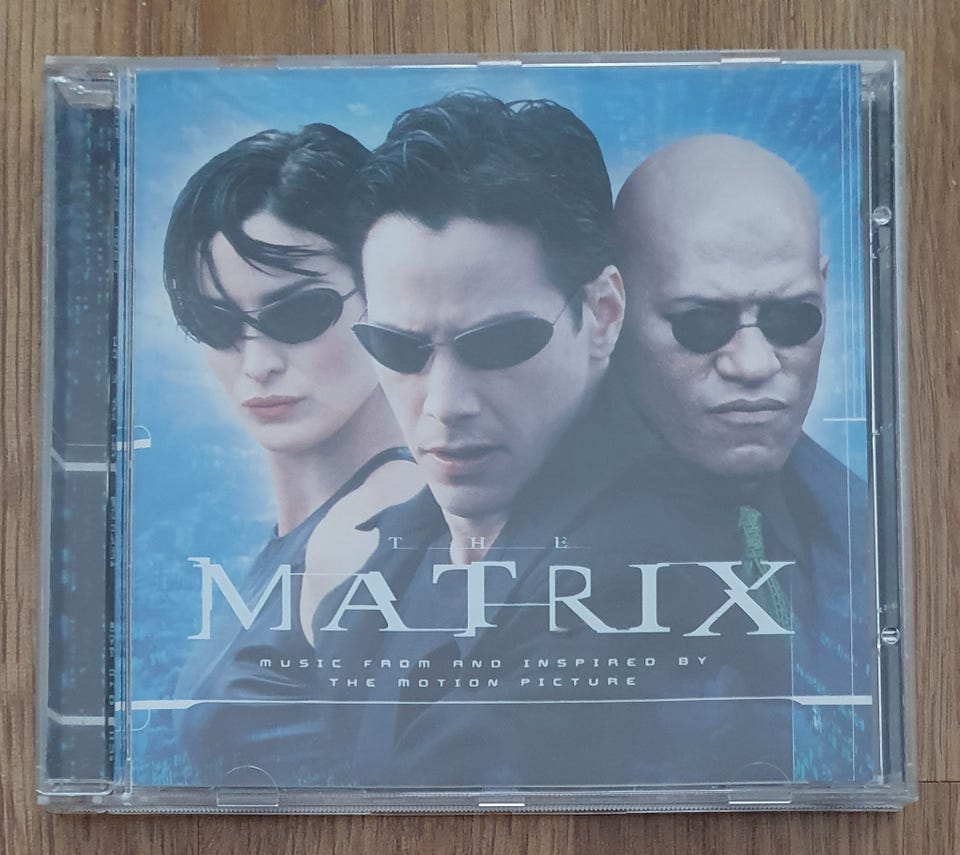 THE
MATRIX
MUSIC FROM AND INSPIRED BY
THE MOTION PICTURE